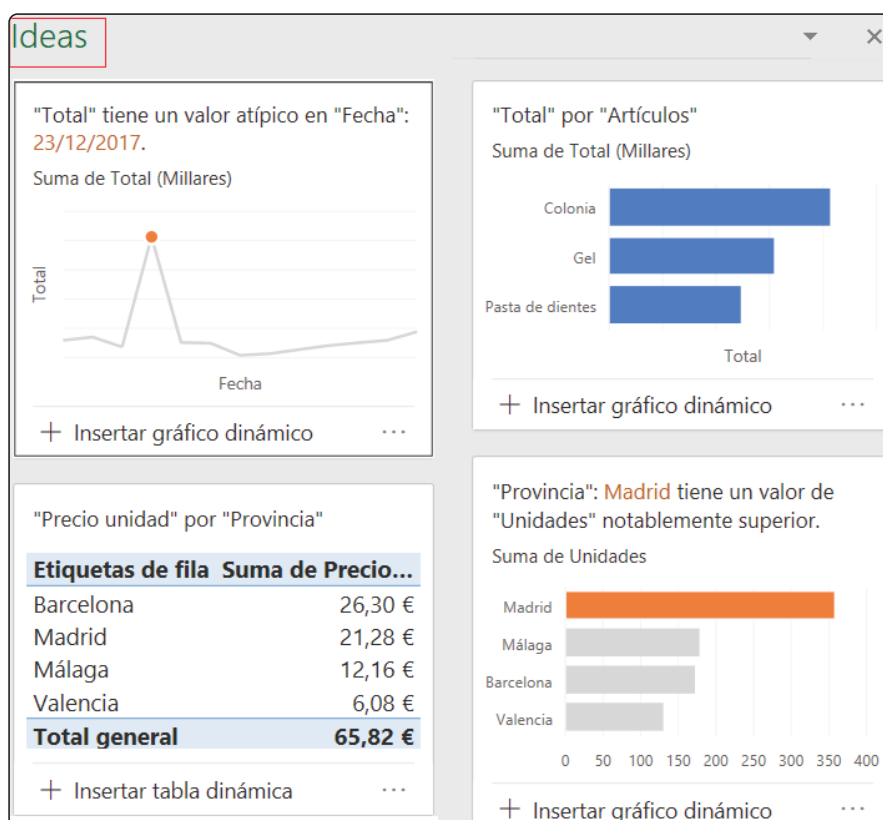 Ideas
"Total" tiene un valor atípico en "Fecha":
23/12/2017.
Suma de Total (Millares)
Total
Fecha
Insertar gráfico dinámico
"Total" por "Artículos"
Suma de Total (Millares)
Colonia
Gel
Pasta de dientes
Total
Insertar gráfico dinámico
"Precio unidad" por "Provincia"
Etiquetas de fila Suma de Precio...
Barcelona 26,30 €
Madrid 21,28 €
Málaga 12,16 €
Valencia 6,08 €
Total general 65,82 €
Insertar tabla dinámica
"Provincia": Madrid tiene un valor de
"Unidades" notablemente superior.
Suma de Unidades
Madrid
Málaga
Barcelona
Valencia
0 50 100 150 200 250 300 350 400
Insertar gráfico dinámico